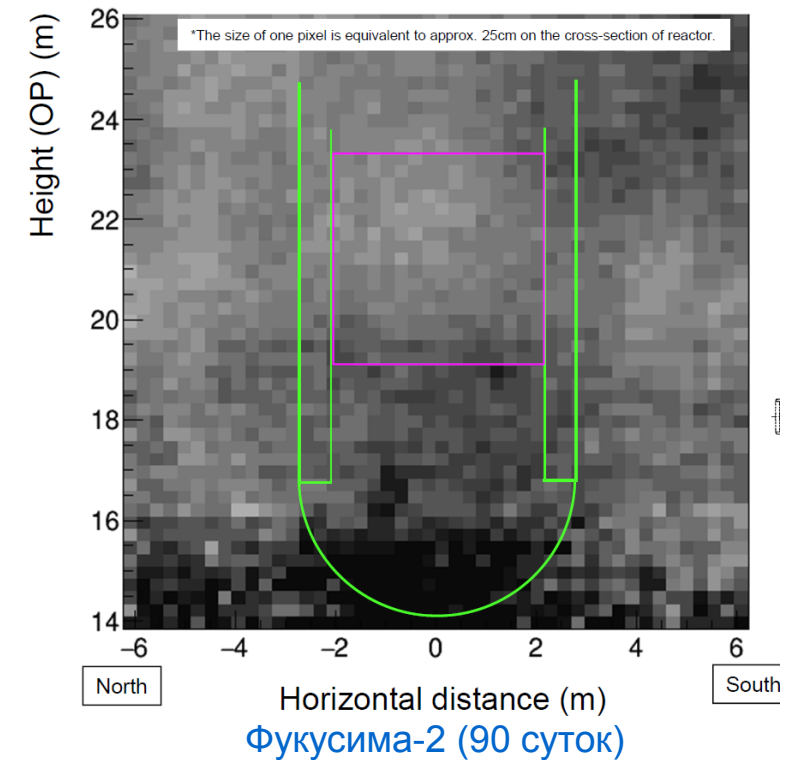 *The size of one pixel is equivalent to approx. 25cm on the cross-section of reactor.
Height (OP) (m)
26
24
22
20
18
16
14
−6 −4 −2 0 2 4 6
North
South
Horizontal distance (m)
Фукусима-2 (90 суток)